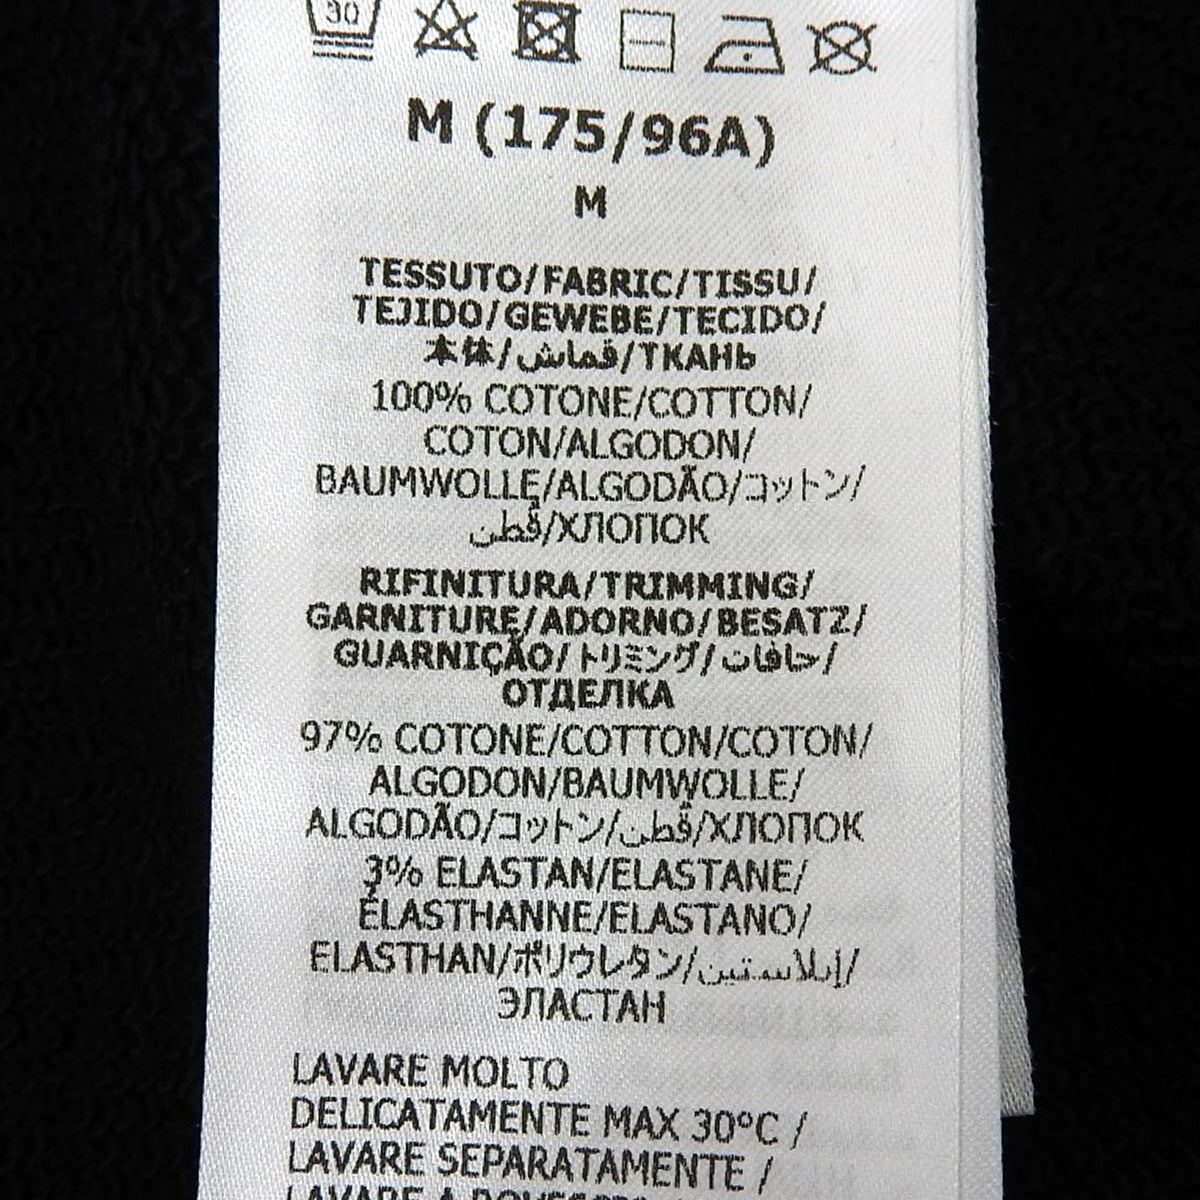 30
M (175/96A)
M
TESSUTO/FABRIC/TISSU/
TEJIDO/GEWEBE/TECIDO/
本体/قماش/ТКАНЬ
100% COTONE/COTTON/
COTON/ALGODON/
BAUMWOLLE/ALGODÃO/コットン/
قطن/ХЛОПОК
RIFINITURA/TRIMMING/
GARNITURE/ADORNO/BESATZ/
GUARNIÇÃO/トリミング/حافات/
ОТДЕЛКА
97% COTONE/COTTON/COTON/
ALGODON/BAUMWOLLE/
ALGODÃO/コットン/قطن/ХЛОПОК
3% ELASTAN/ELASTANE/
ÉLASTHANNE/ELASTANO/
ELASTHAN/ポリウレタン/إيلاستين/
ЭЛАСТАН
LAVARE MOLTO
DELICATAMENTE MAX 30°C /
LAVARE SEPARATAMENTE /
LAVARE A